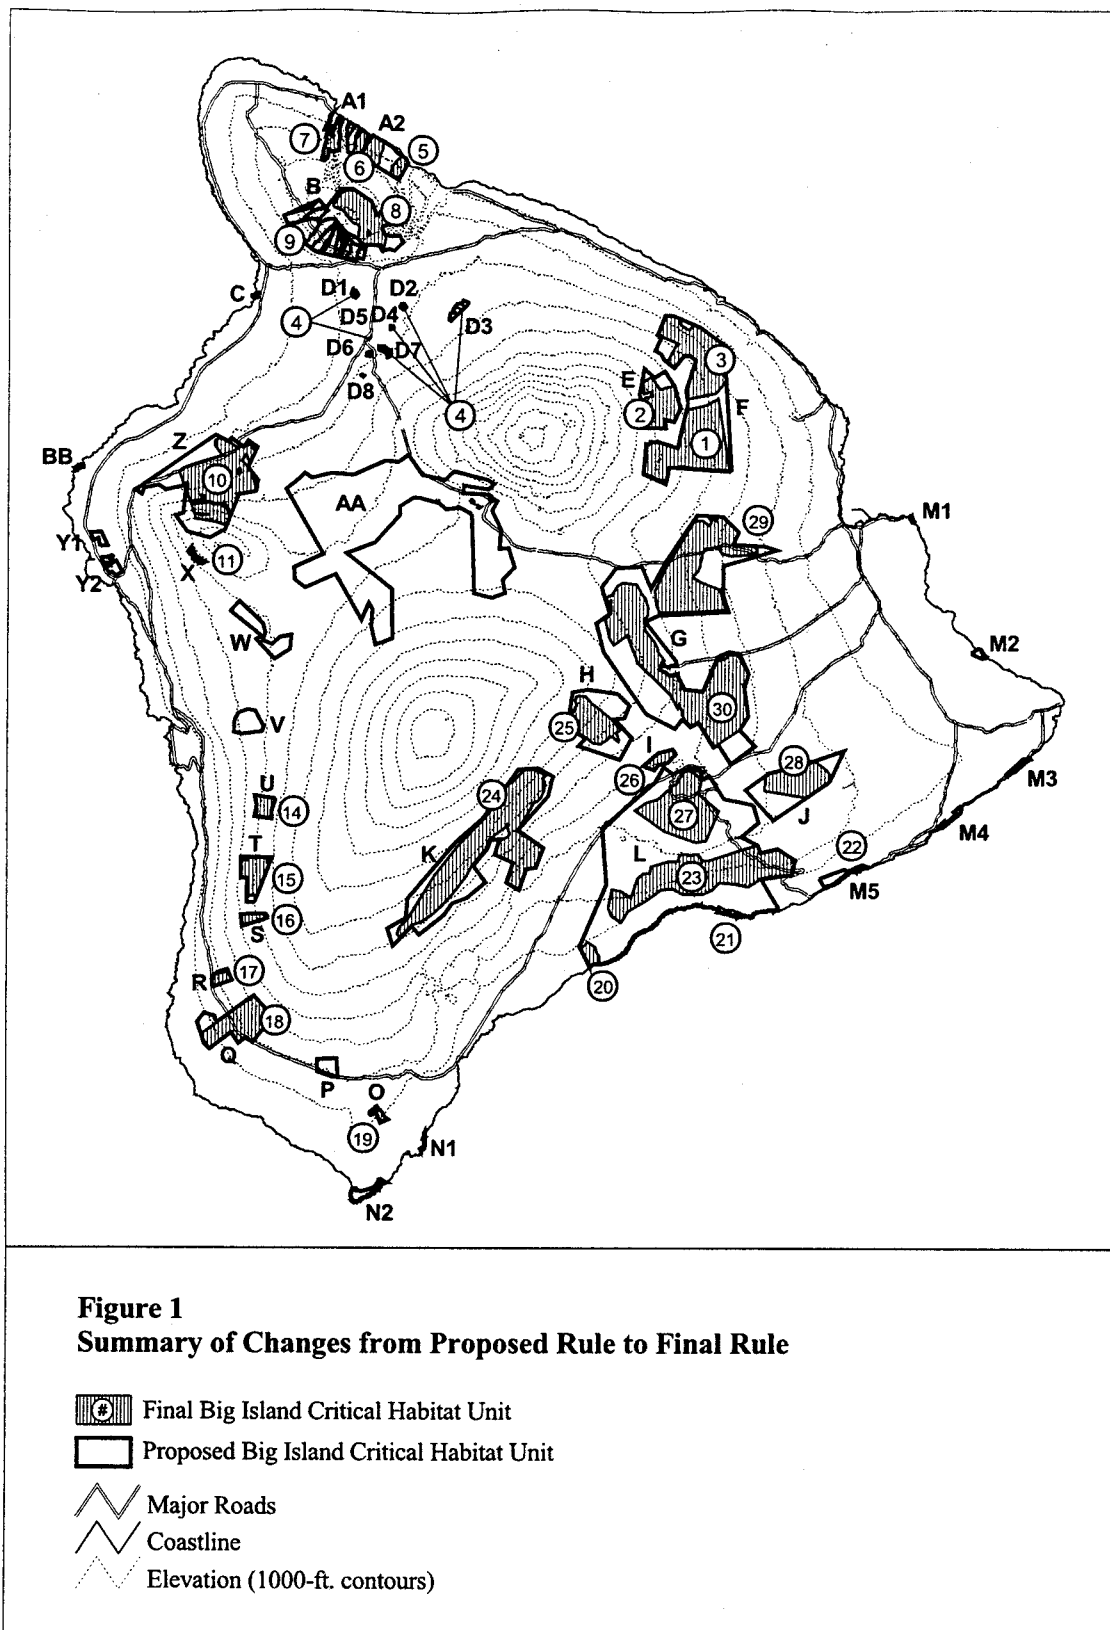 A1
A2
7
5
6
B
8
9
C
D1
D2
D5
D4
D3
4
D6
D7
D8
3
E
F
2
4
1
Z
BB
10
AA
29
M1
Y1
11
X
Y2
W
G
M2
H
V
25
30
I
28
26
M3
U
24
14
27
J
M4
T
K
L
22
15
23
M5
16
S
21
R
17
20
18
Q
P
O
19
N1
N2
Figure 1
Summary of Changes from Proposed Rule to Final Rule
# Final Big Island Critical Habitat Unit
Proposed Big Island Critical Habitat Unit
Major Roads
Coastline
Elevation (1000-ft. contours)